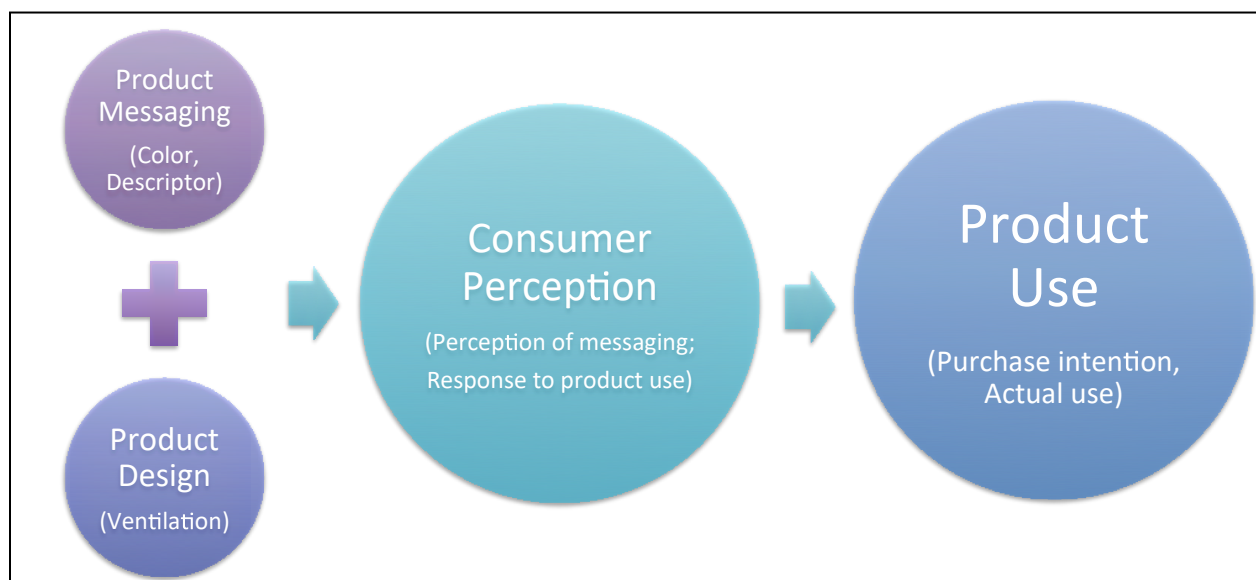 Product
Messaging
(Color,
Descriptor)
Product
Design
(Ventilation)
Consumer
Perception
(Perception of messaging;
Response to product use)
Product
Use
(Purchase intention,
Actual use)